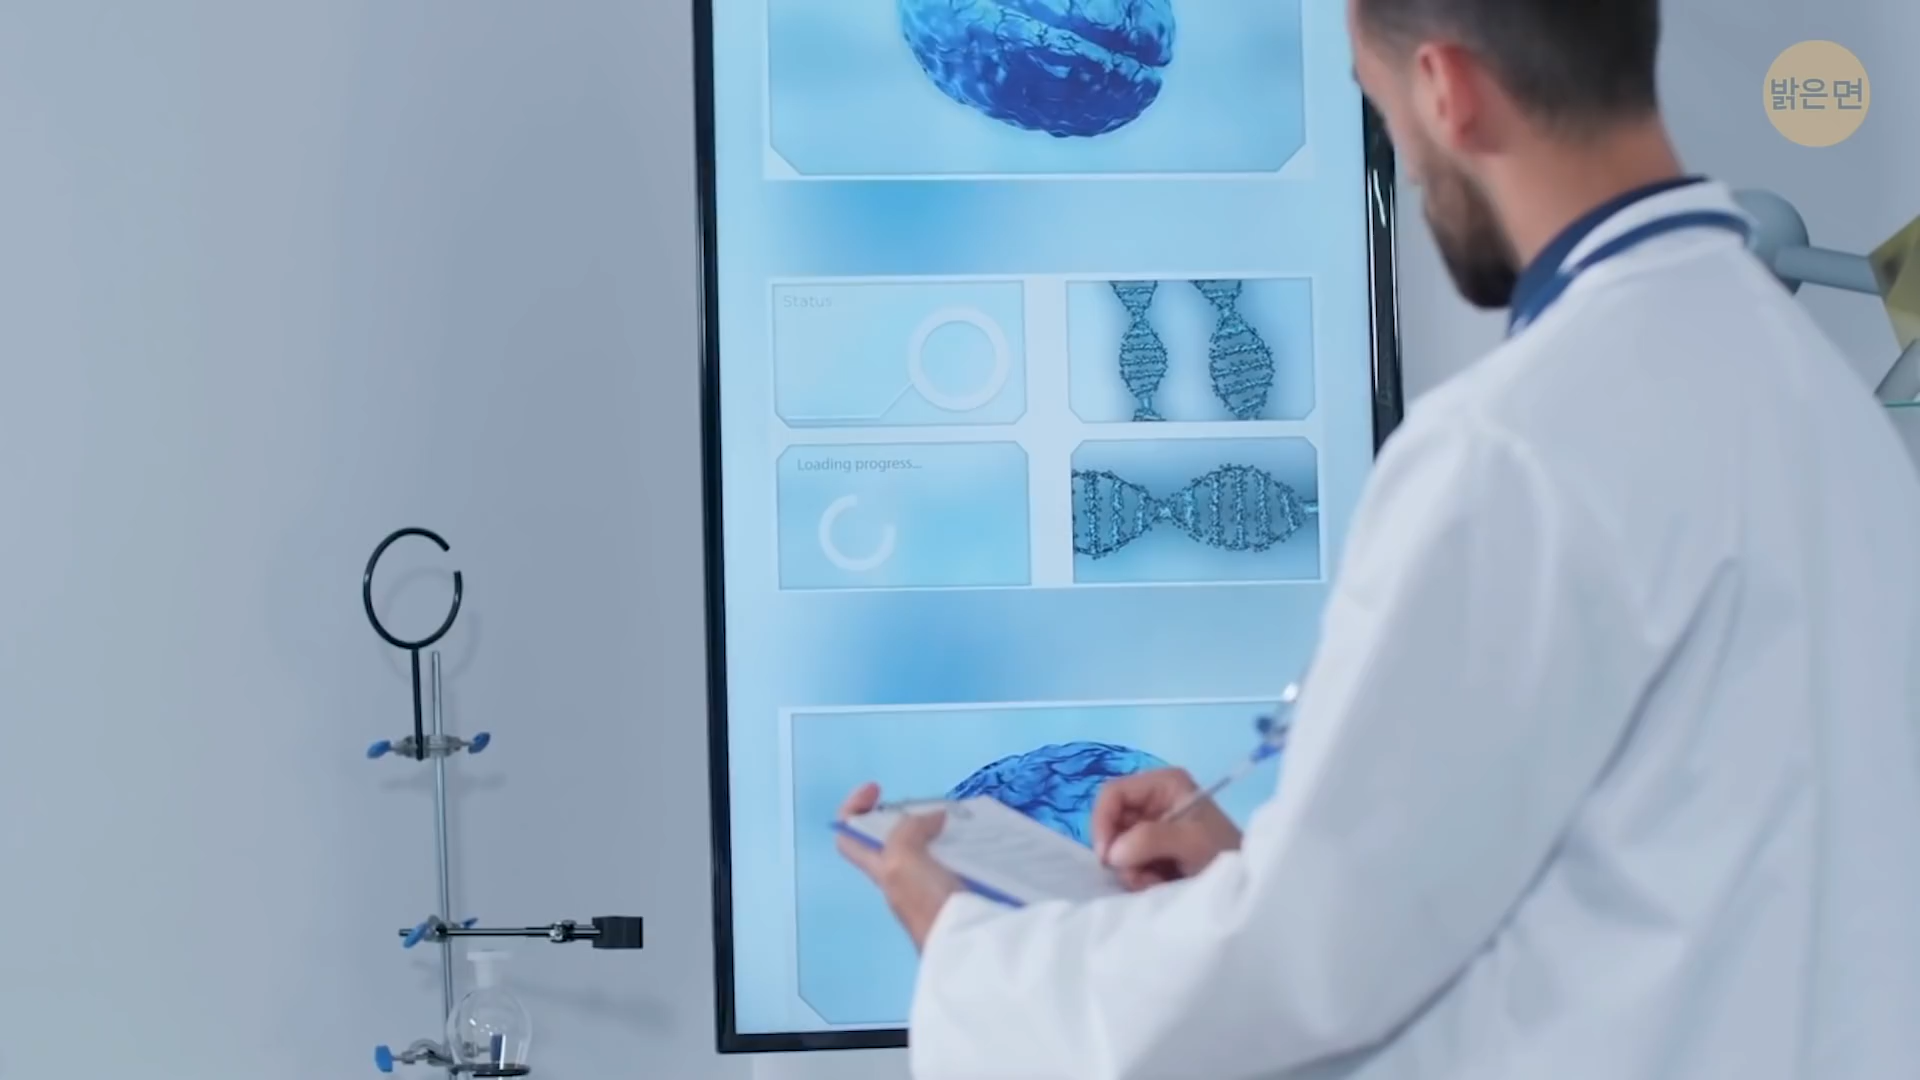 밝은면
Status
Loading progress...